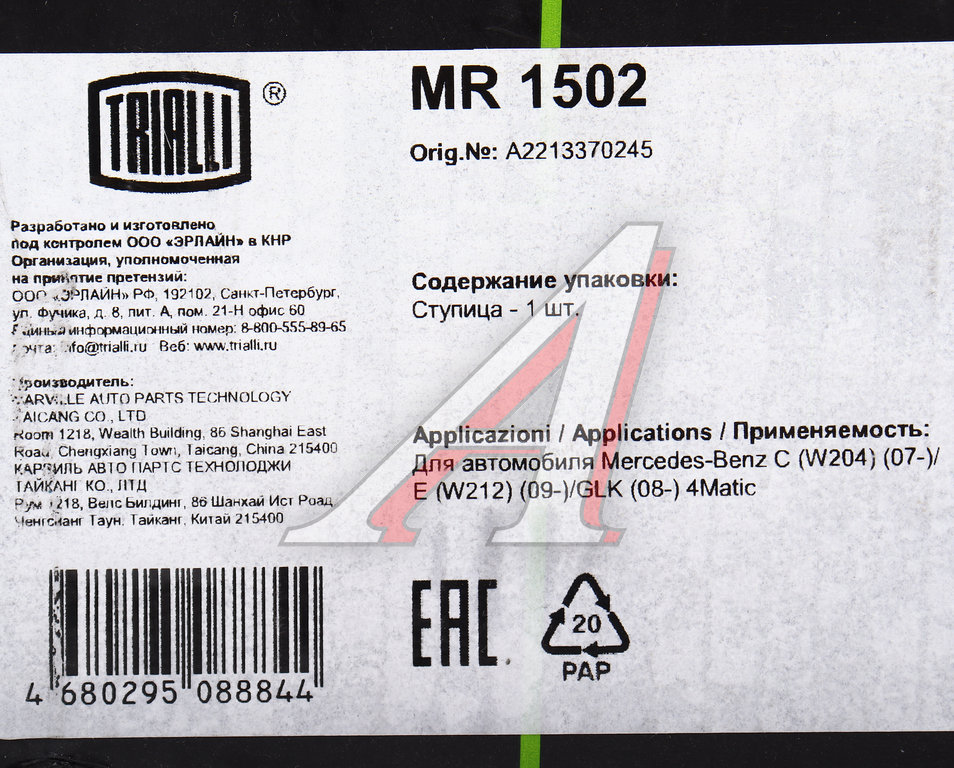 TRIALLI ®
MR 1502
Orig.№: A2213370245
Разработано и изготовлено
под контролем ООО «ЭРЛАЙН» в КНР
Организация, уполномоченная
на принятие претензий:
ООО «ЭРЛАЙН» РФ, 192102, Санкт-Петербург,
ул. Фучика, д. 8, лит. А, пом. 21-Н офис 60
Единый информационный номер: 8-800-555-89-65
почта: info@trialli.ru Веб: www.trialli.ru
Производитель:
CARVILLE AUTO PARTS TECHNOLOGY
TAICANG CO., LTD
Room 1218, Wealth Building, 86 Shanghai East
Road, Chengxiang Town, Taicang, China 215400
КАРВИЛЬ АВТО ПАРТС ТЕХНОЛОДЖИ
ТАЙКАНГ КО., ЛТД
Рум 1218, Велс Билдинг, 86 Шанхай Ист Роад,
Ченгсианг Таун, Тайканг, Китай 215400
Содержание упаковки:
Ступица - 1 шт.
Applicazioni / Applications / Применяемость:
Для автомобиля Mercedes-Benz C (W204) (07-)/
E (W212) (09-)/GLK (08-) 4Matic
4 680295 088844
EAC
20
PAP